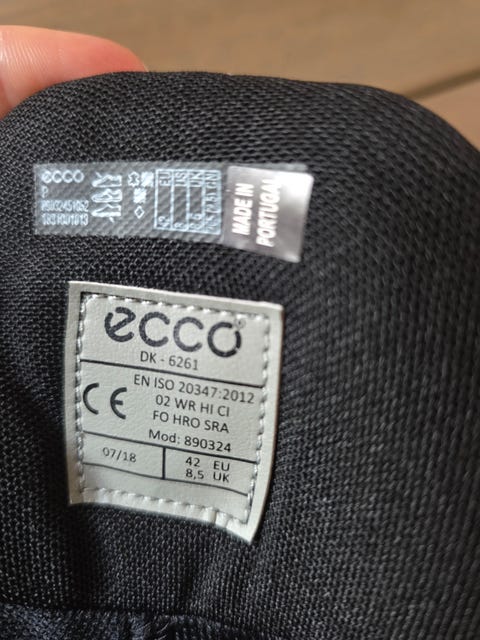 ecco
P
MADE IN
PORTUGAL
ecco®
DK - 6261
CE
EN ISO 20347:2012
02 WR HI CI
FO HRO SRA
Mod: 890324
07/18
42 EU
8,5 UK